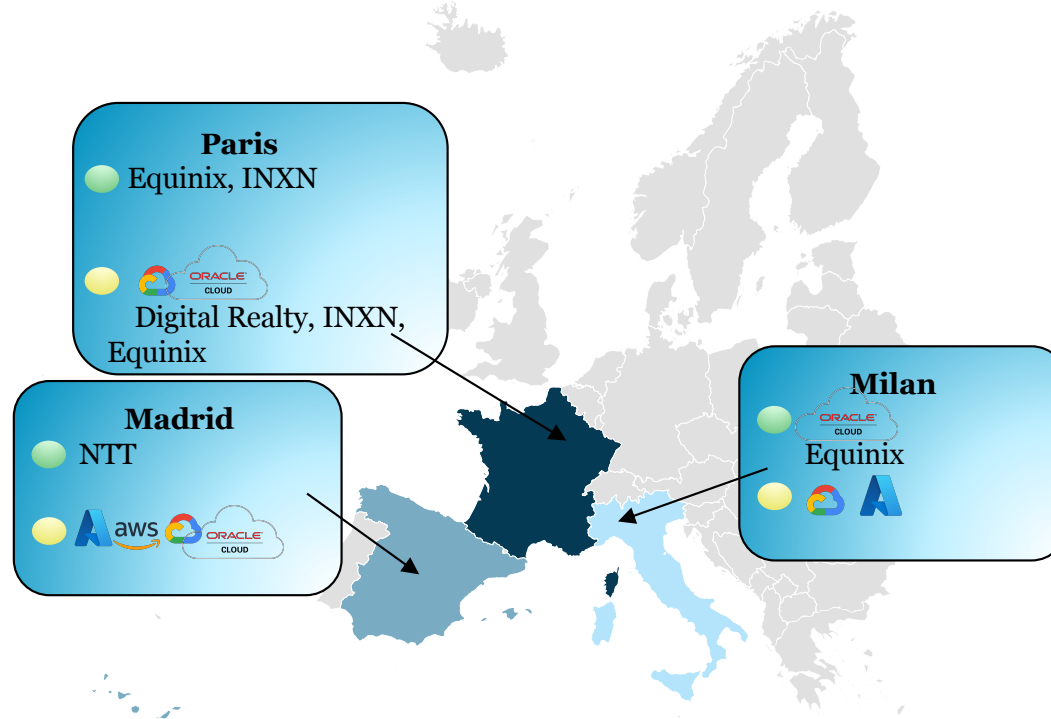 Paris
Equinix, INXN
ORACLE
CLOUD
Digital Realty, INXN,
Equinix
Madrid
NTT
aws
ORACLE
CLOUD
Milan
ORACLE
CLOUD
Equinix